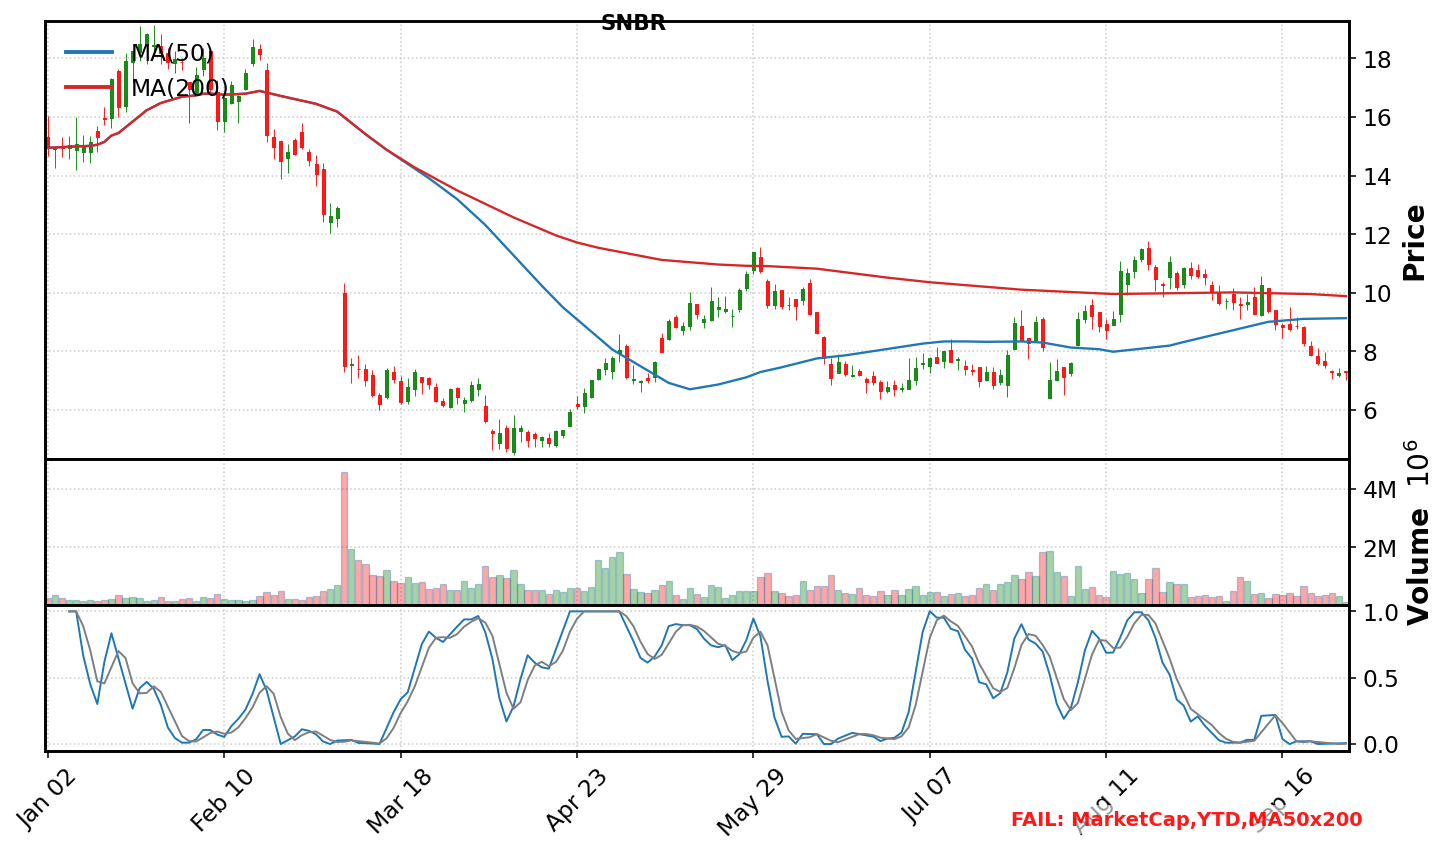 SNBR
MA(50)
MA(200)
18
16
14
12
10
8
6
Price
10⁶
4M
2M
Volume
1.0
0.5
0.0
Jan 02
Feb 10
Mar 18
Apr 23
May 29
Jul 07
Aug 11
Sep 16
FAIL: MarketCap,YTD,MA50x200